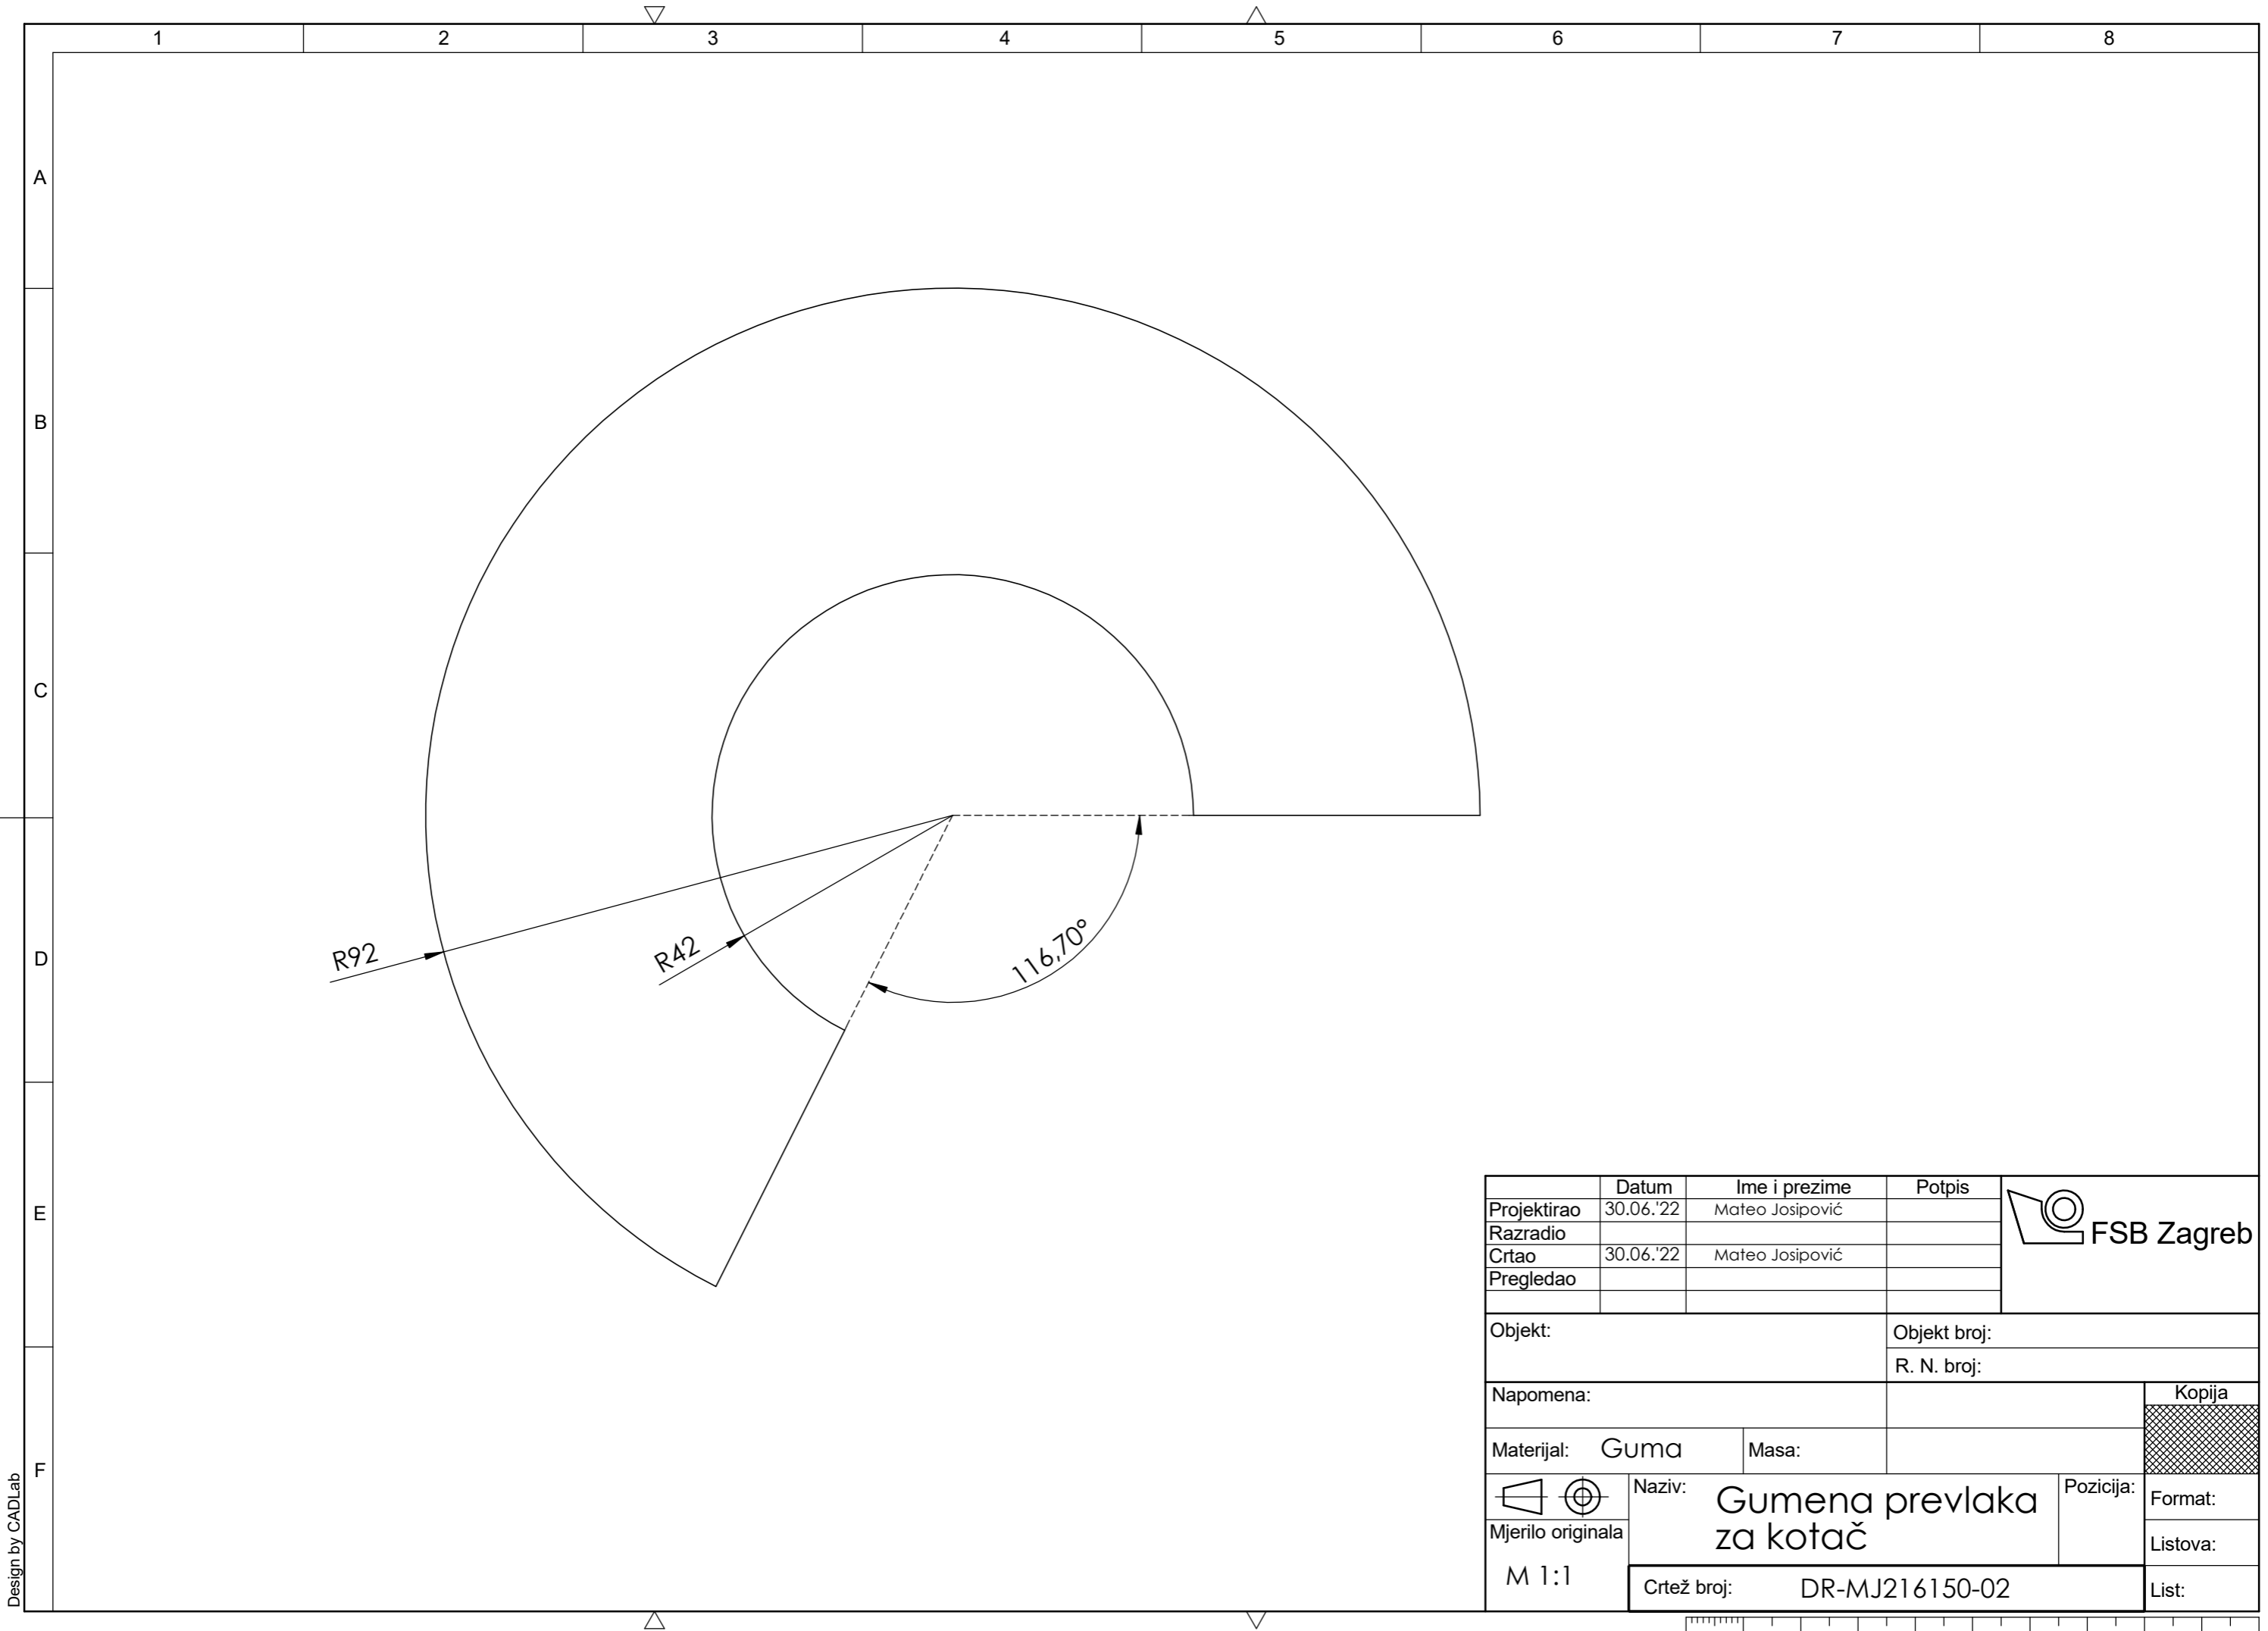 1 2 3 4 5 6 7 8
A
B
C
D
E
F
R92
R42
116,70°
Design by CADLab
Datum Ime i prezime Potpis
Projektirao 30.06.'22 Mateo Josipović
Razradio
Crtao 30.06.'22 Mateo Josipović
Pregledao
FSB Zagreb
Objekt:
Objekt broj:
R. N. broj:
Napomena:
Kopija
Materijal: Guma Masa:
Naziv: Gumena prevlaka
za kotač
Pozicija:
Format:
Mjerilo originala
M 1:1
Listova:
Crtež broj: DR-MJ216150-02
List: